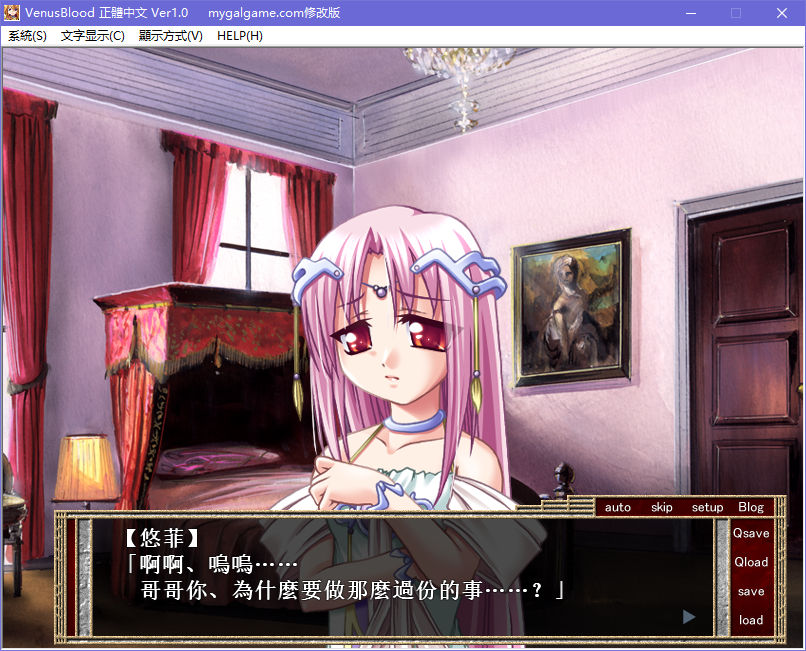 VenusBlood 正體中文 Ver1.0 mygalgame.com修改版
系統(S) 文字显示(C) 顯示方式(V) HELP(H)
auto skip setup Blog
【悠菲】
「啊啊、嗚嗚……
哥哥你、為什麼要做那麼過份的事……？」
Qsave
Qload
save
load